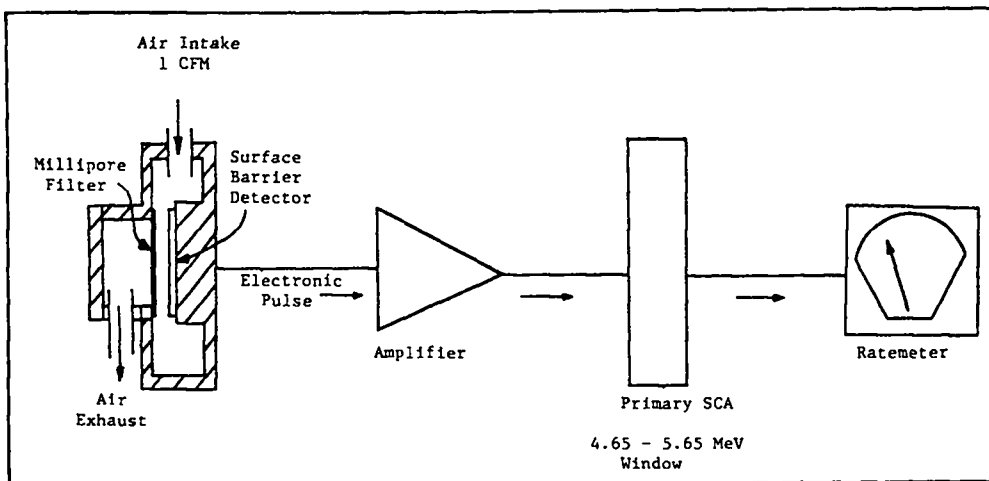 Air Intake
1 CFM
Millipore
Filter
Surface
Barrier
Detector
Electronic
Pulse
Air
Exhaust
Amplifier
Primary SCA
4.65 - 5.65 MeV
Window
Ratemeter